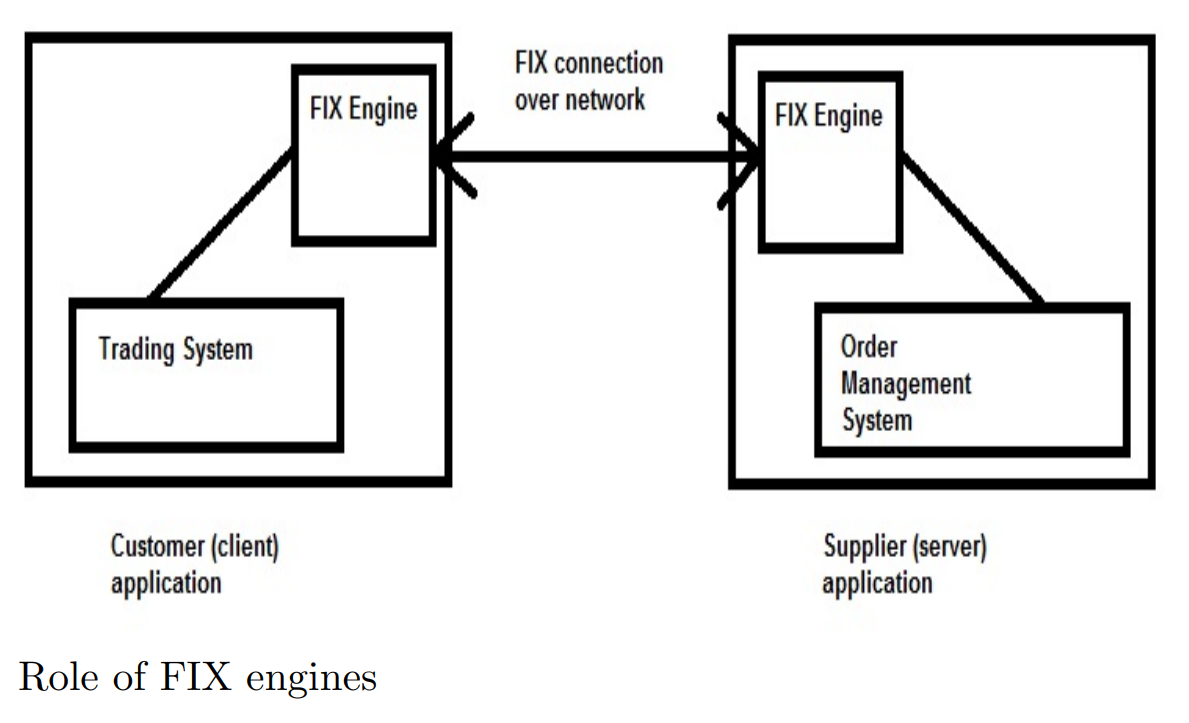 FIX connection
over network
FIX Engine
FIX Engine
Trading System
Order
Management
System
Customer (client)
application
Supplier (server)
application
Role of FIX engines